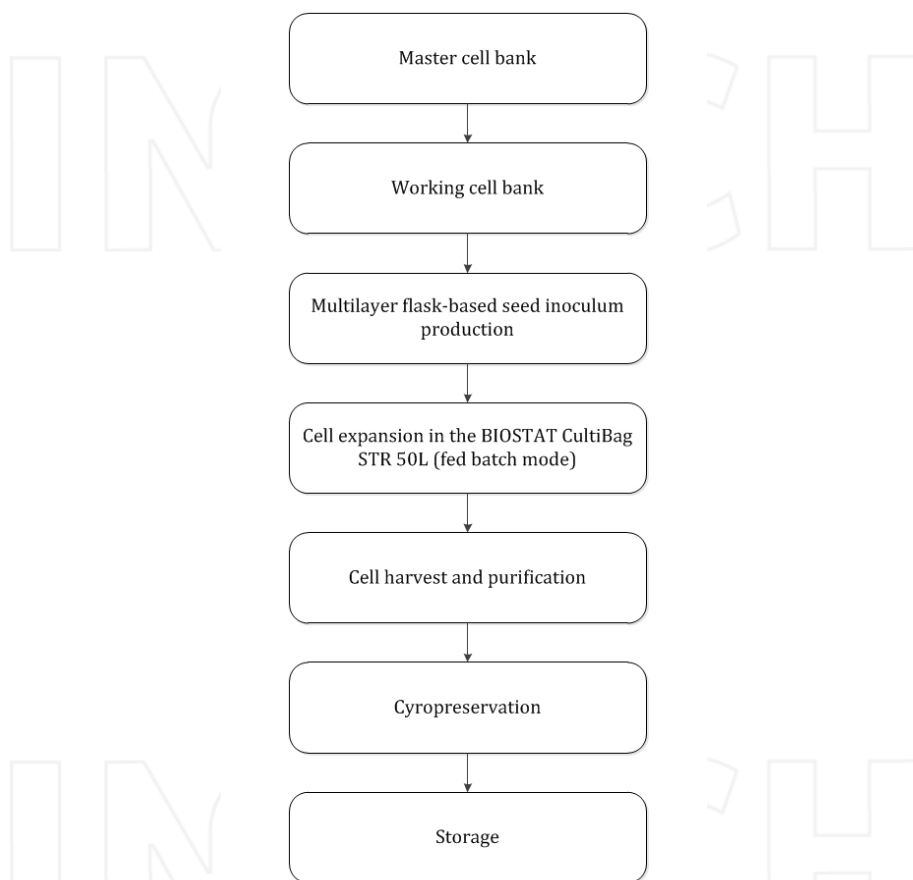 Master cell bank
Working cell bank
Multilayer flask-based seed inoculum
production
Cell expansion in the BIOSTAT CultiBag
STR 50L (fed batch mode)
Cell harvest and purification
Cyropreservation
Storage